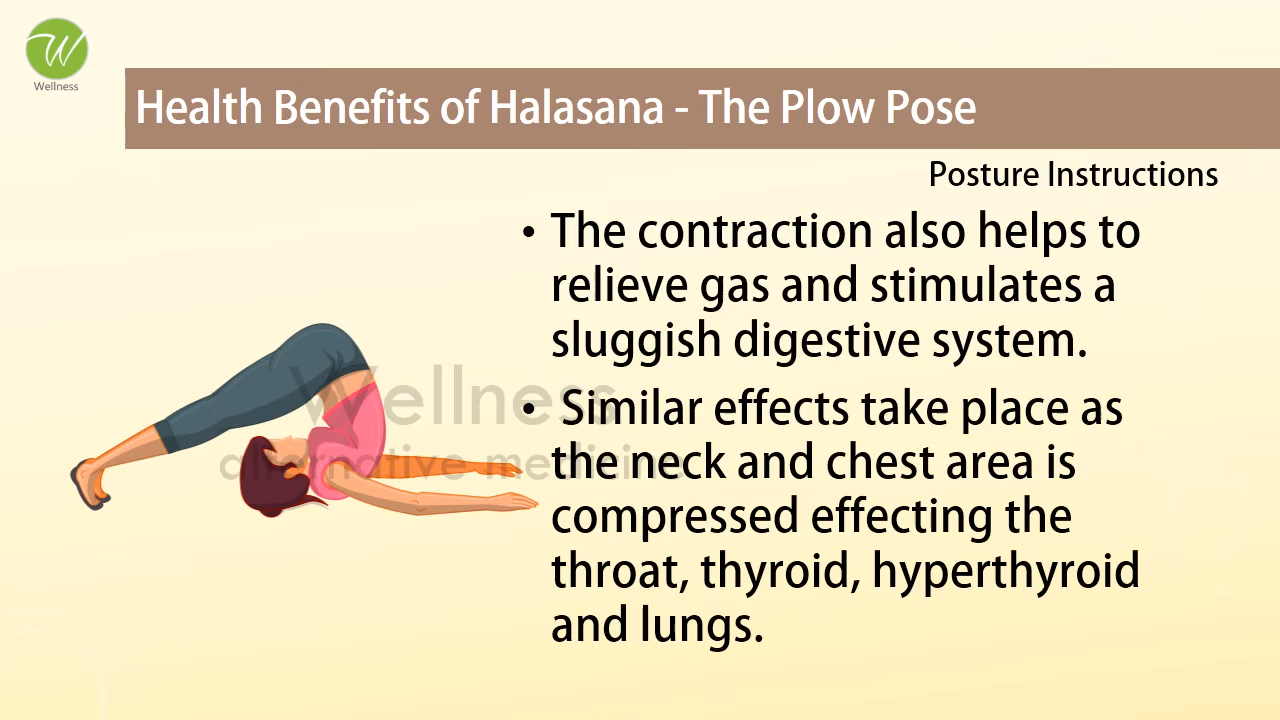 W
Wellness
Health Benefits of Halasana - The Plow Pose
Posture Instructions
• The contraction also helps to
relieve gas and stimulates a
sluggish digestive system.
• Similar effects take place as
the neck and chest area is
compressed effecting the
throat, thyroid, hyperthyroid
and lungs.
Wellness
alternative medicine